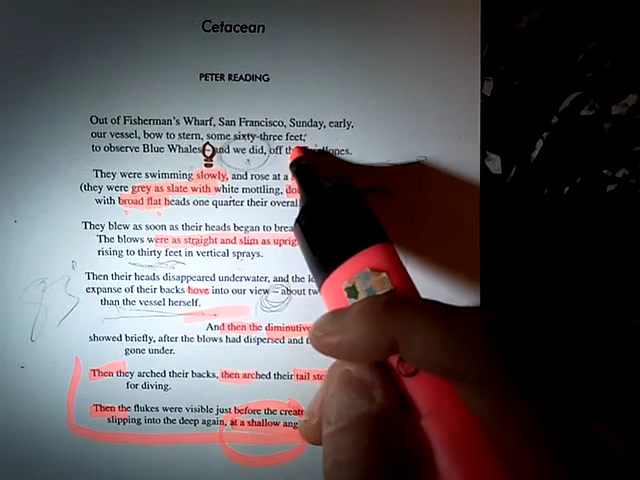 Cetacean
PETER READING
Out of Fisherman's Wharf, San Francisco, Sunday, early,
our vessel, bow to stern, some sixty-three feet,
to observe Blue Whales and we did, off
They were swimming slowly, and rose at a
(they were grey as slate with white mottling,
with broad flat heads one quarter their overal
They blew as soon as their heads began to brea
The blows were as straight and slim as uprig
rising to thirty feet in vertical sprays.
Then their heads disappeared underwater, and the
expanse of their backs hove into our view – about tw
than the vessel herself.
And then the diminutive
showed briefly, after the blows had dispersed and
gone under.
Then they arched their backs, then arched their tail sto
for diving.
Then the flukes were visible just before the creat
slipping into the deep again, at a shallow ang